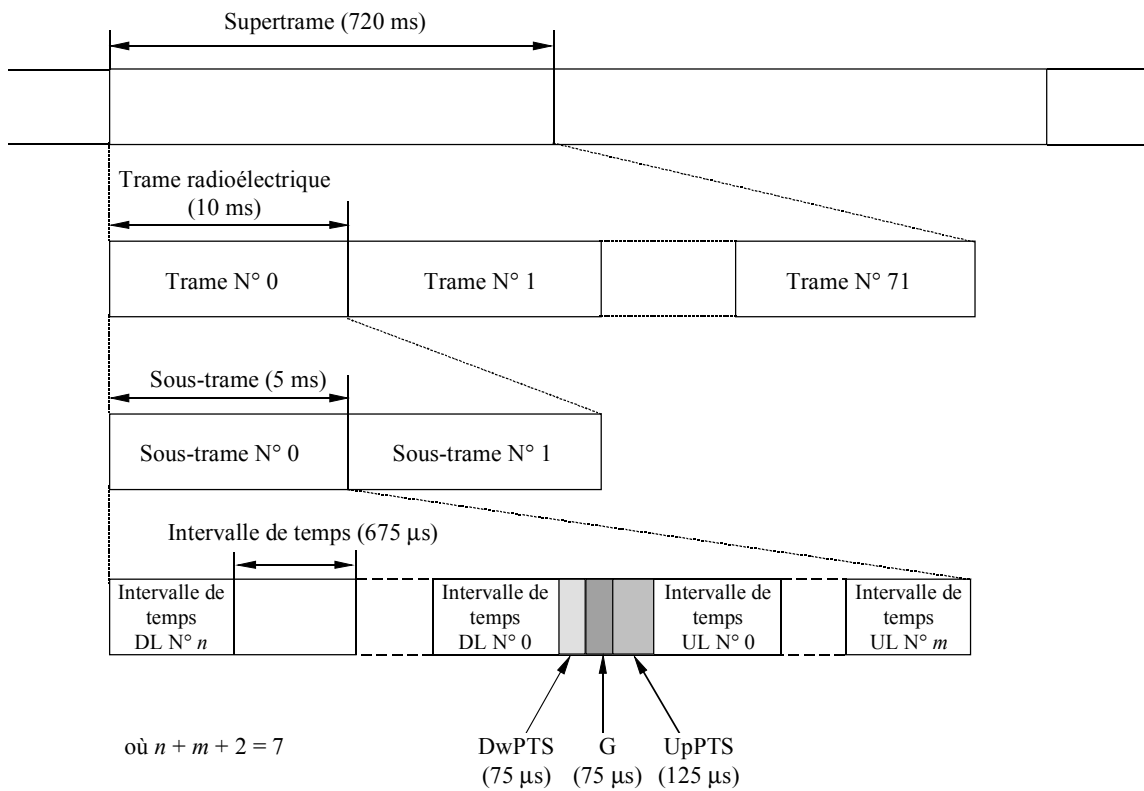 Supertrame (720 ms)
Trame radioélectrique
(10 ms)
Trame N° 0
Trame N° 1
Trame N° 71
Sous-trame (5 ms)
Sous-trame N° 0
Sous-trame N° 1
Intervalle de temps (675 µs)
Intervalle de
temps
DL N° n
Intervalle de
temps
DL N° 0
Intervalle de
temps
UL N° 0
Intervalle de
temps
UL N° m
où n + m + 2 = 7
DwPTS
(75 µs)
G
(75 µs)
UpPTS
(125 µs)